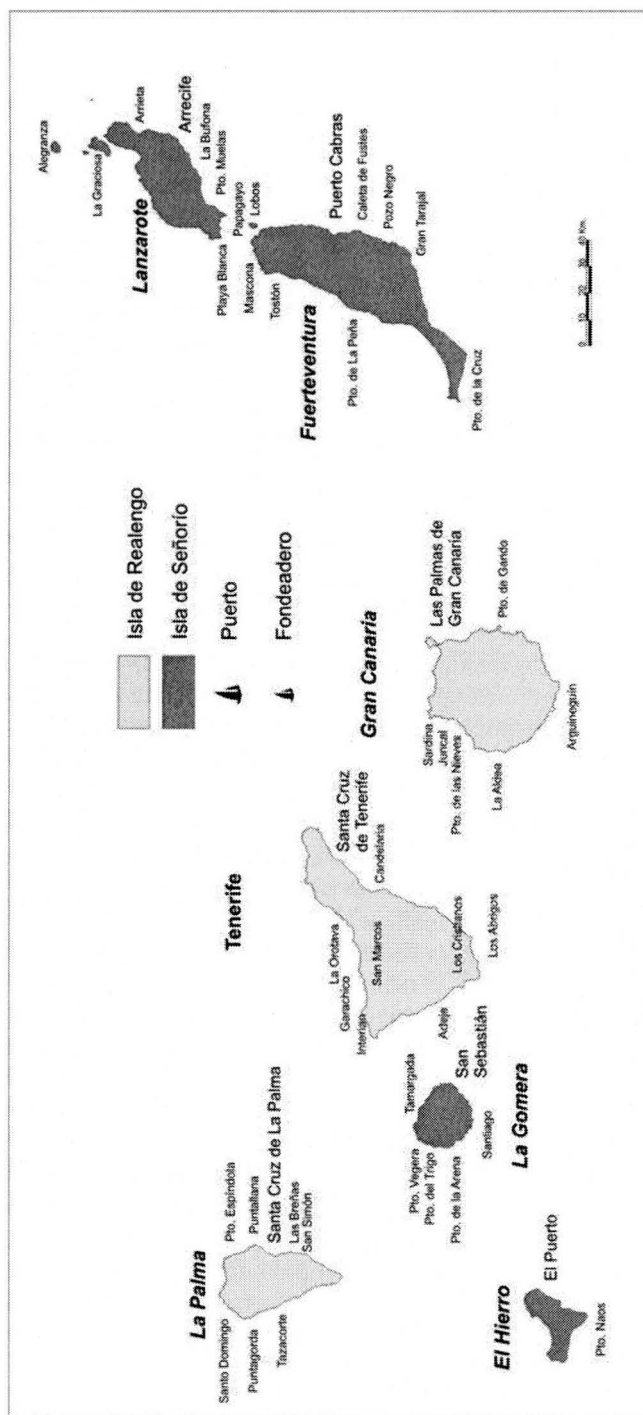 Alegranza
La Graciosa
Lanzarote
Arrieta
Arrecife
La Bufona
Pto. Muelas
Playa Blanca
Papagayo
Lobos
Mascona
Tostón
Fuerteventura
Puerto Cabras
Caleta de Fustes
Pozo Negro
Gran Tarajal
Pto. de La Peña
Pto. de la Cruz
0 10 20 30 40 Km.
Isla de Realengo
Isla de Señorío
Puerto
Fondeadero
Gran Canaria
Las Palmas de
Gran Canaria
Pto. de Gando
Sardina
Juncal
Pto. de las Nieves
La Aldea
Arguineguín
Tenerife
Santa Cruz
de Tenerife
Candelaria
La Orotava
Garachico
San Marcos
Interian
Los Cristianos
Adeje
Los Abrigos
La Palma
Santo Domingo
Pto. Espíndola
Puntallana
Puntagorda
Santa Cruz de La Palma
Las Breñas
San Simón
Tazacorte
Tamargada
Pto. Vegera
Pto. del Trigo
San
Sebastián
Pto. de la Arena
Santiago
La Gomera
El Hierro
El Puerto
Pto. Naos